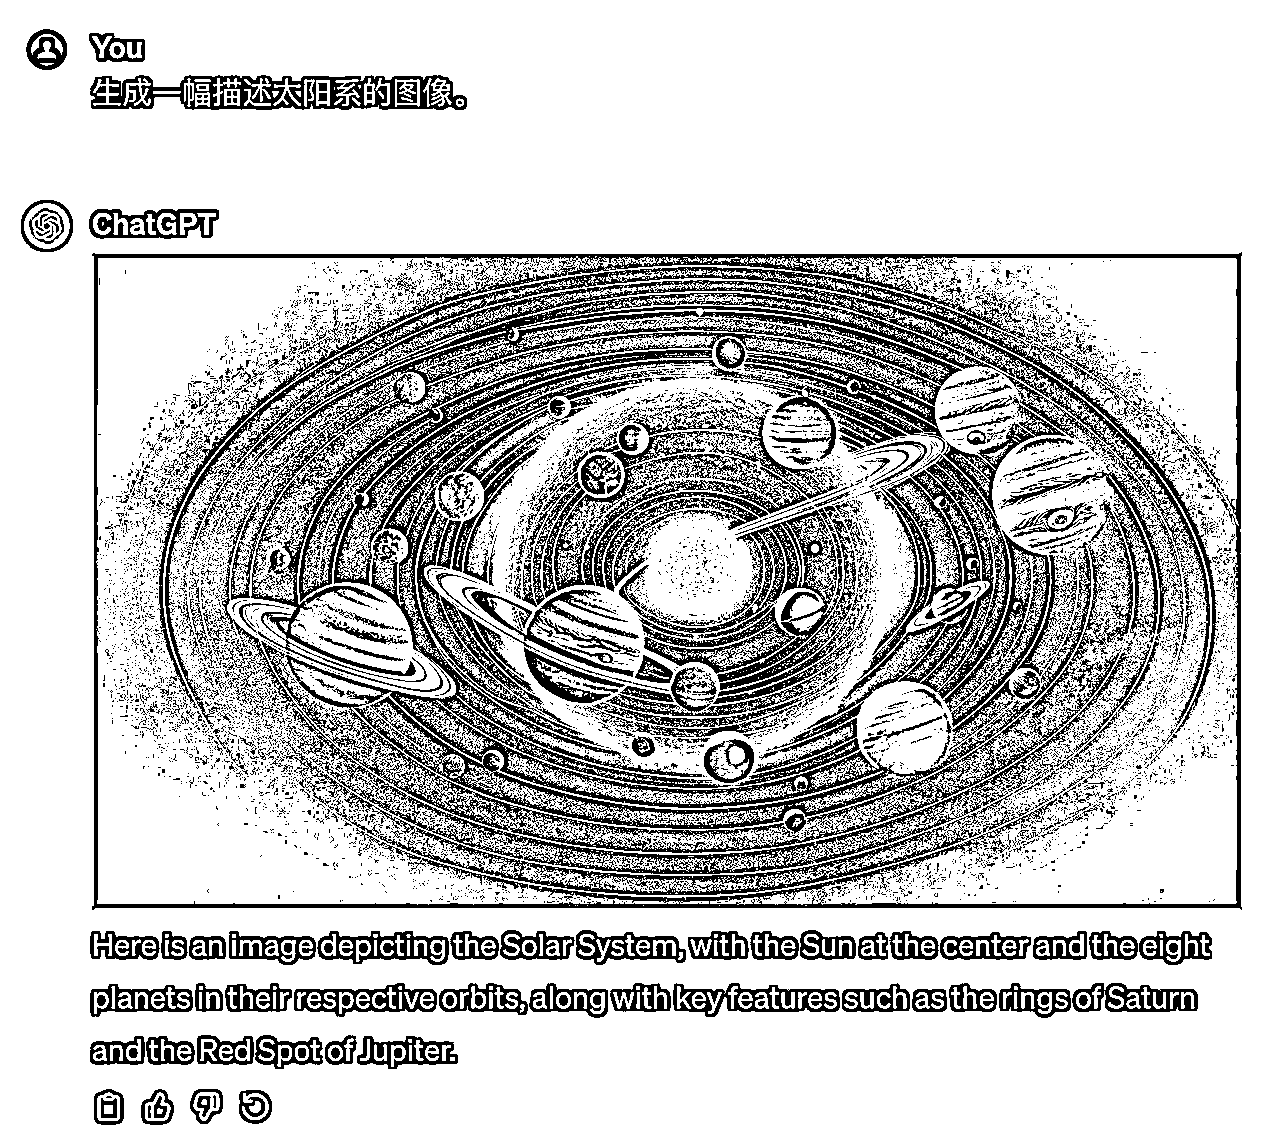 You
生成一幅描述太阳系的图像。
ChatGPT
Here is an image depicting the Solar System, with the Sun at the center and the eight
planets in their respective orbits, along with key features such as the rings of Saturn
and the Red Spot of Jupiter.